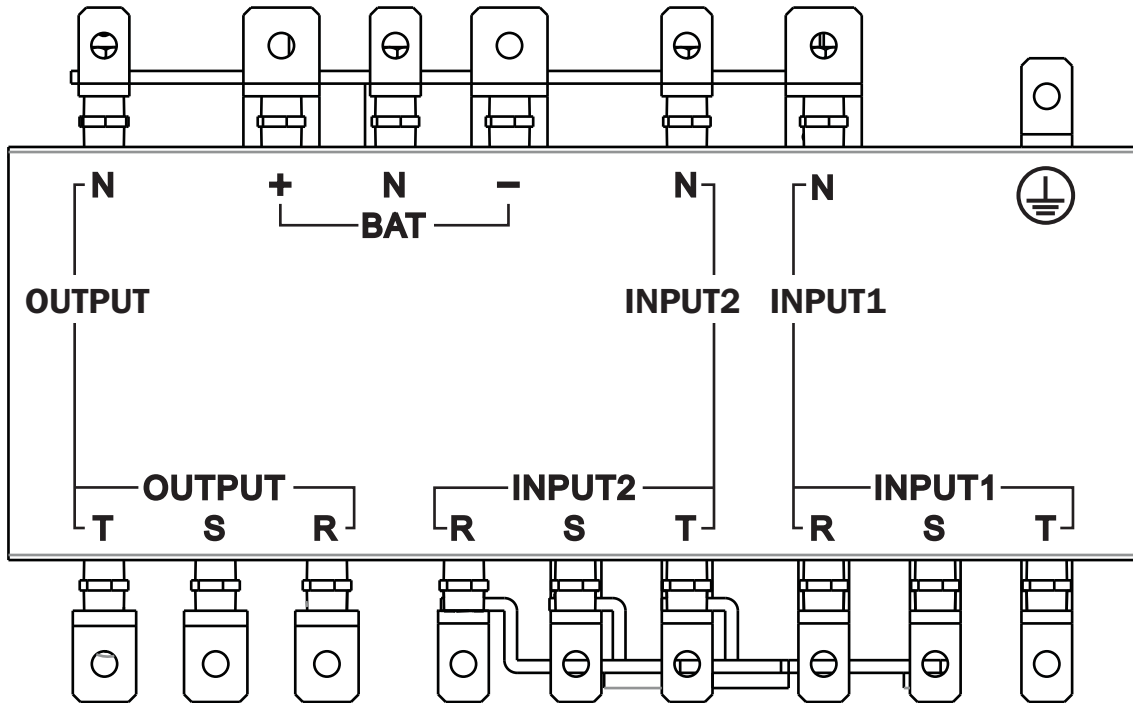 N + N − N N
BAT
OUTPUT INPUT2 INPUT1
OUTPUT INPUT2 INPUT1
T S R R S T R S T